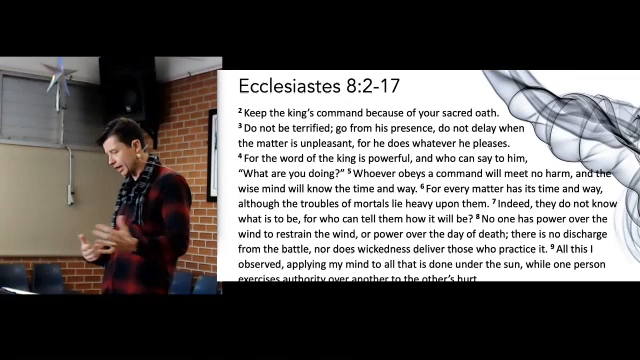 Ecclesiastes 8:2-17
2 Keep the king's command because of your sacred oath.
3 Do not be terrified; go from his presence, do not delay when
the matter is unpleasant, for he does whatever he pleases.
4 For the word of the king is powerful, and who can say to him,
“What are you doing?” 5 Whoever obeys a command will meet no harm, and the
wise mind will know the time and way. 6 For every matter has its time and way,
although the troubles of mortals lie heavy upon them. 7 Indeed, they do not know
what is to be, for who can tell them how it will be? 8 No one has power over the
wind to restrain the wind, or power over the day of death; there is no discharge
from the battle, nor does wickedness deliver those who practice it. 9 All this I
observed, applying my mind to all that is done under the sun, while one person
exercises authority over another to the other's hurt